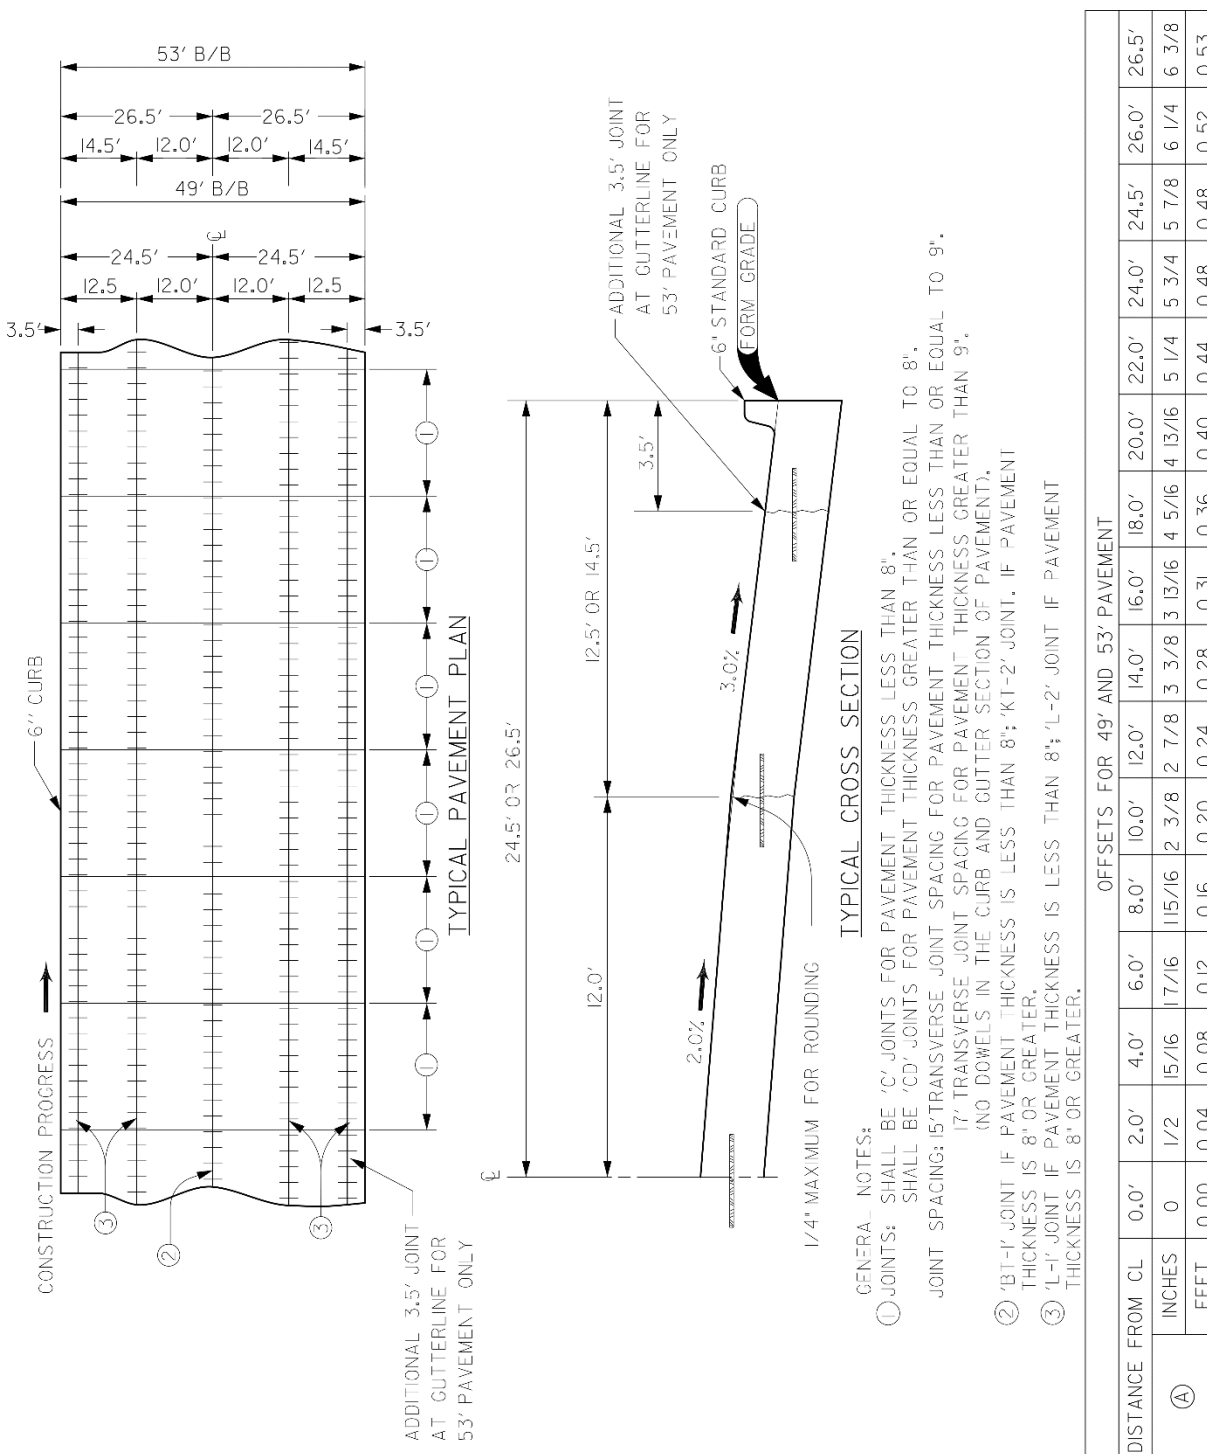 53' B/B
26.5' 26.5'
14.5' 12.0' 12.0' 14.5'
49' B/B
℄
24.5' 24.5'
12.5 12.0' 12.0' 12.5
3.5' 3.5'
6'' CURB
CONSTRUCTION PROGRESS
1
1
1
1
1
1
3
2
3
ADDITIONAL 3.5' JOINT
AT GUTTERLINE FOR
53' PAVEMENT ONLY
TYPICAL PAVEMENT PLAN
24.5' OR 26.5'
12.0' 12.5' OR 14.5'
3.5'
ADDITIONAL 3.5' JOINT
AT GUTTERLINE FOR
53' PAVEMENT ONLY
6" STANDARD CURB
FORM GRADE
℄
2.0% 3.0%
1/4" MAXIMUM FOR ROUNDING
TYPICAL CROSS SECTION
GENERAL NOTES:
1 JOINTS: SHALL BE 'C' JOINTS FOR PAVEMENT THICKNESS LESS THAN 8".
SHALL BE 'CD' JOINTS FOR PAVEMENT THICKNESS GREATER THAN OR EQUAL TO 8".
JOINT SPACING: 15' TRANSVERSE JOINT SPACING FOR PAVEMENT THICKNESS LESS THAN OR EQUAL TO 9".
17' TRANSVERSE JOINT SPACING FOR PAVEMENT THICKNESS GREATER THAN 9".
(NO DOWELS IN THE CURB AND GUTTER SECTION OF PAVEMENT).
2 'BT-1' JOINT IF PAVEMENT THICKNESS IS LESS THAN 8"; 'KT-2' JOINT. IF PAVEMENT
THICKNESS IS 8" OR GREATER.
3 'L-1' JOINT IF PAVEMENT THICKNESS IS LESS THAN 8"; 'L-2' JOINT IF PAVEMENT
THICKNESS IS 8" OR GREATER.
OFFSETS FOR 49' AND 53' PAVEMENT
DISTANCE FROM CL 0.0' 2.0' 4.0' 6.0' 8.0' 10.0' 12.0' 14.0' 16.0' 18.0' 20.0' 22.0' 24.0' 24.5' 26.0' 26.5'
A INCHES 0 1/2 15/16 1 7/16 1 15/16 2 3/8 2 7/8 3 3/8 3 13/16 4 5/16 4 13/16 5 1/4 5 3/4 5 7/8 6 1/4 6 3/8
FEET 0.00 0.04 0.08 0.12 0.16 0.20 0.24 0.28 0.31 0.36 0.40 0.44 0.48 0.48 0.52 0.53